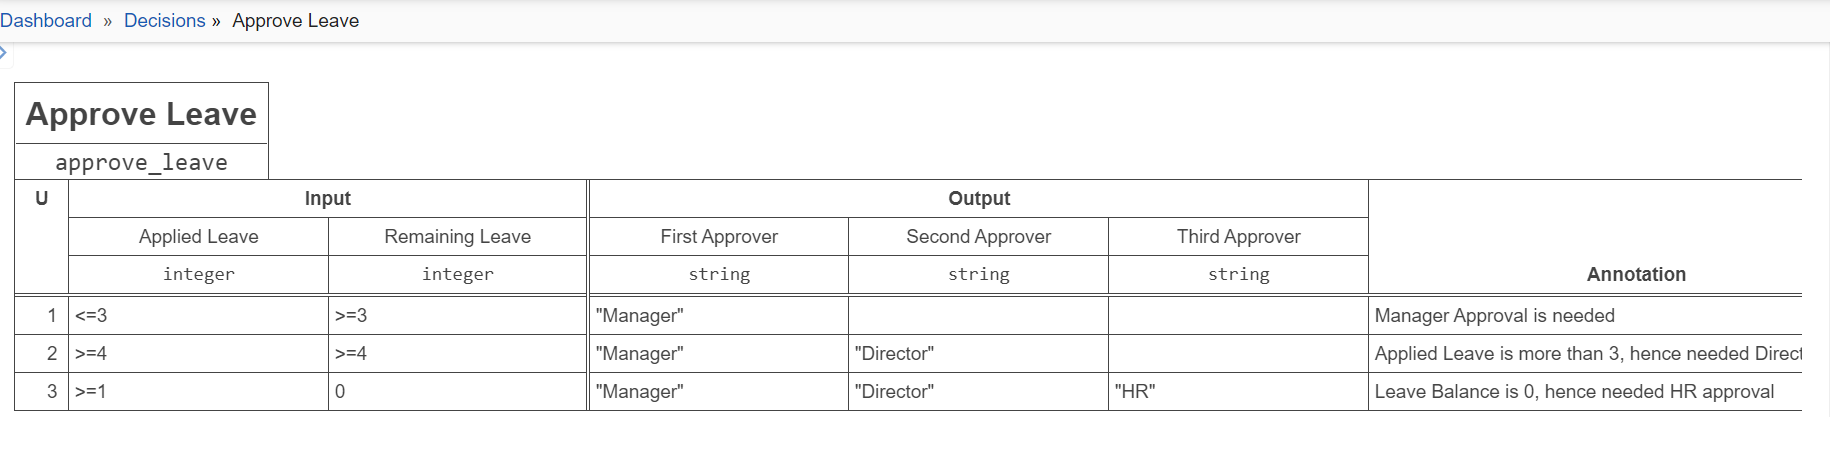 Dashboard » Decisions » Approve Leave
Approve Leave
approve_leave
U Input Output
Applied Leave Remaining Leave First Approver Second Approver Third Approver
integer integer string string string Annotation
1 <=3 >=3 "Manager" Manager Approval is needed
2 >=4 >=4 "Manager" "Director" Applied Leave is more than 3, hence needed Direct
3 >=1 0 "Manager" "Director" "HR" Leave Balance is 0, hence needed HR approval